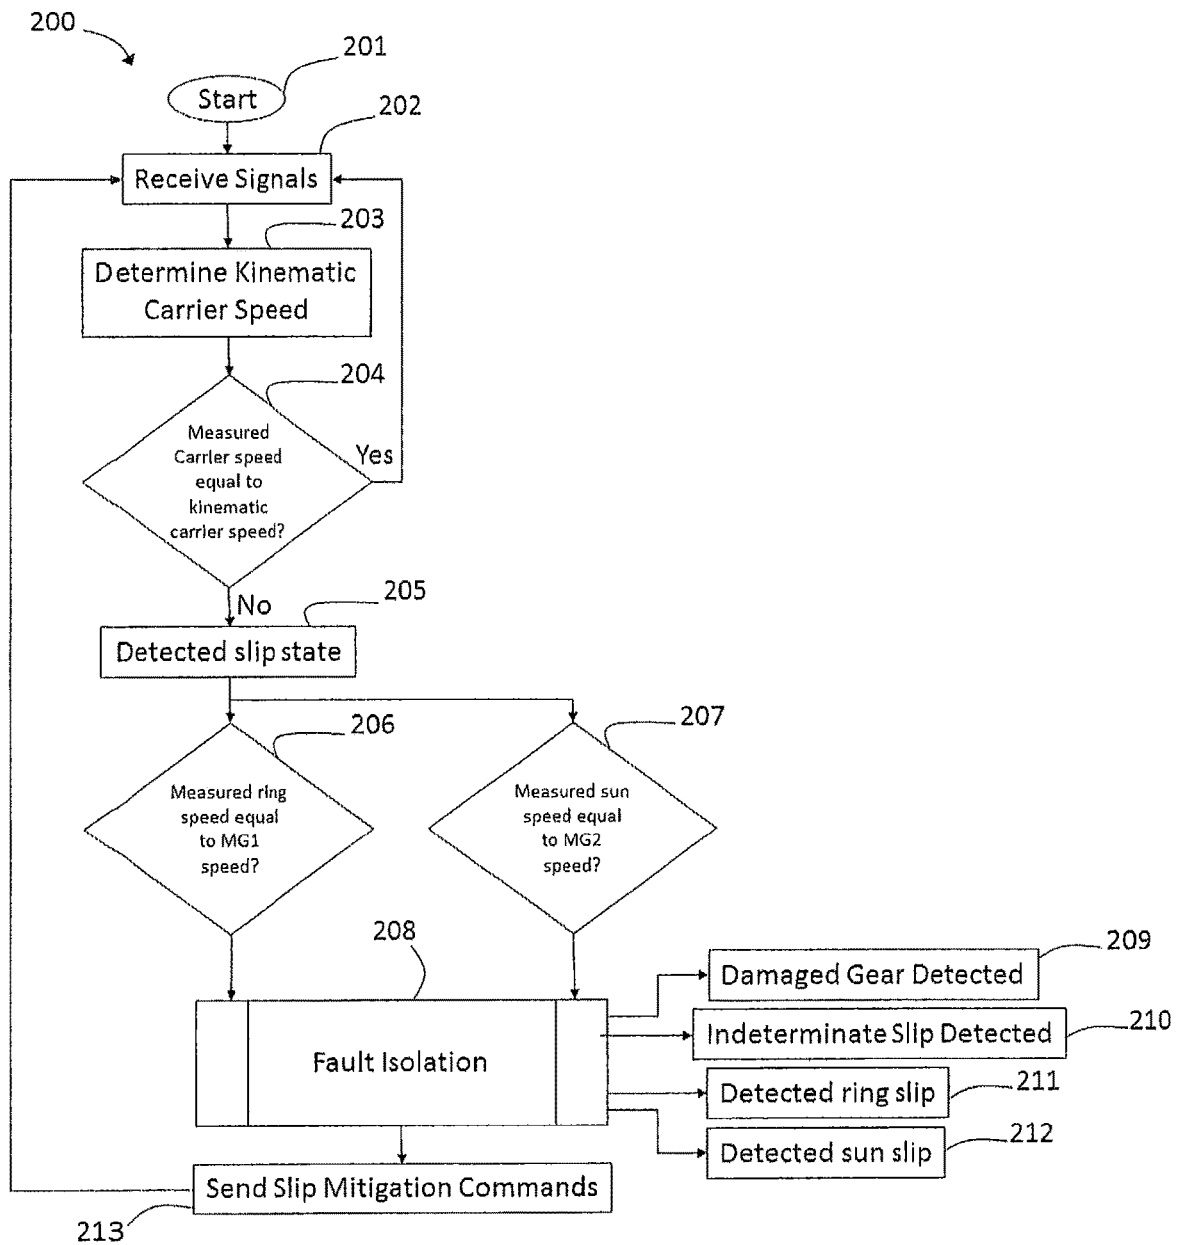 200
201
Start
202
Receive Signals
203
Determine Kinematic
Carrier Speed
204
Measured
Carrier speed
equal to
kinematic
carrier speed?
Yes
No
205
Detected slip state
206
Measured ring
speed equal
to MG1
speed?
207
Measured sun
speed equal
to MG2
speed?
208
Fault Isolation
209
Damaged Gear Detected
210
Indeterminate Slip Detected
211
Detected ring slip
212
Detected sun slip
Send Slip Mitigation Commands
213